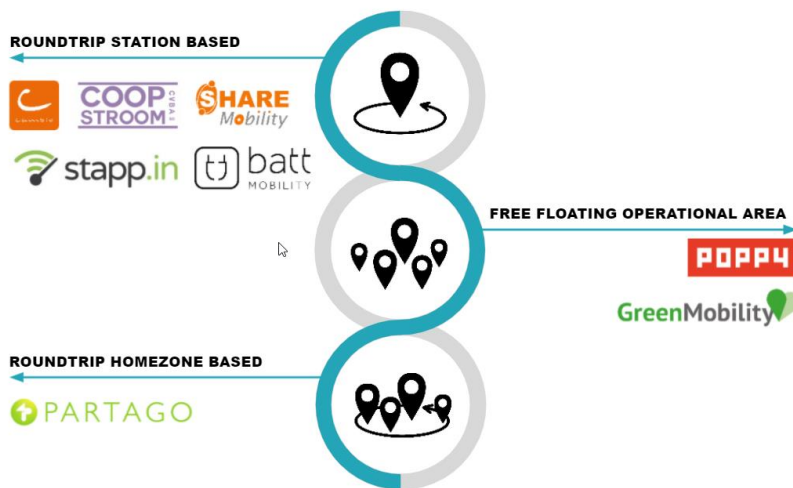 ROUNDTRIP STATION BASED
COOP
STROOM
CVBA
SHARE
Mobility
stapp.in
batt
MOBILITY
FREE FLOATING OPERATIONAL AREA
POPPY
GreenMobility
ROUNDTRIP HOMEZONE BASED
PARTAGO